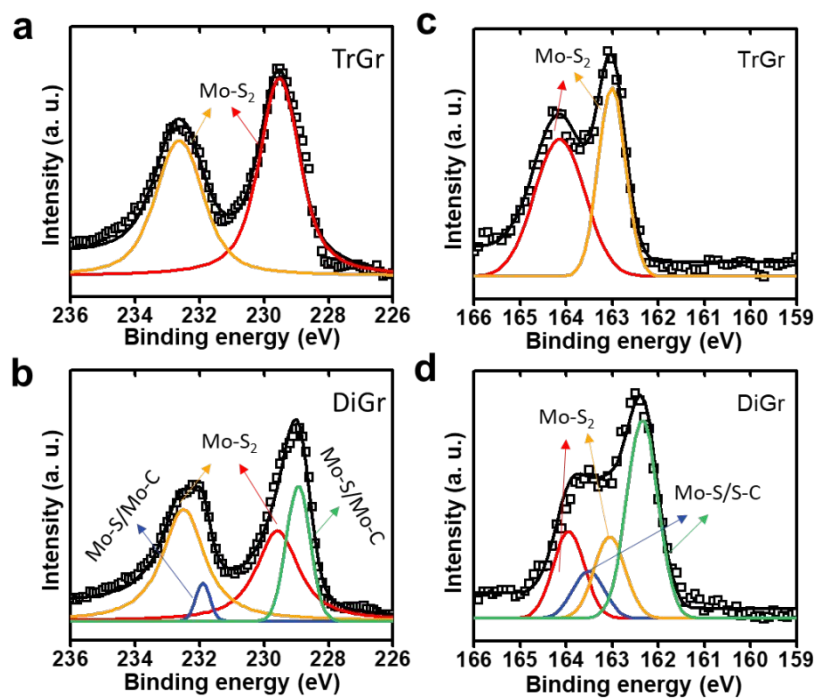 a
TrGr
Mo-S₂
Intensity (a. u.)
236 234 232 230 229 228 226
Binding energy (eV)
c
TrGr
Mo-S₂
Intensity (a. u.)
166 165 164 163 162 161 160 159
Binding energy (eV)
b
DiGr
Mo-S₂
Mo-S/Mo-C
Mo-S/Mo-C
Intensity (a. u.)
236 234 232 230 229 228 226
Binding energy (eV)
d
DiGr
Mo-S₂
Mo-S/S-C
Intensity (a. u.)
166 165 164 163 162 161 160 159
Binding energy (eV)